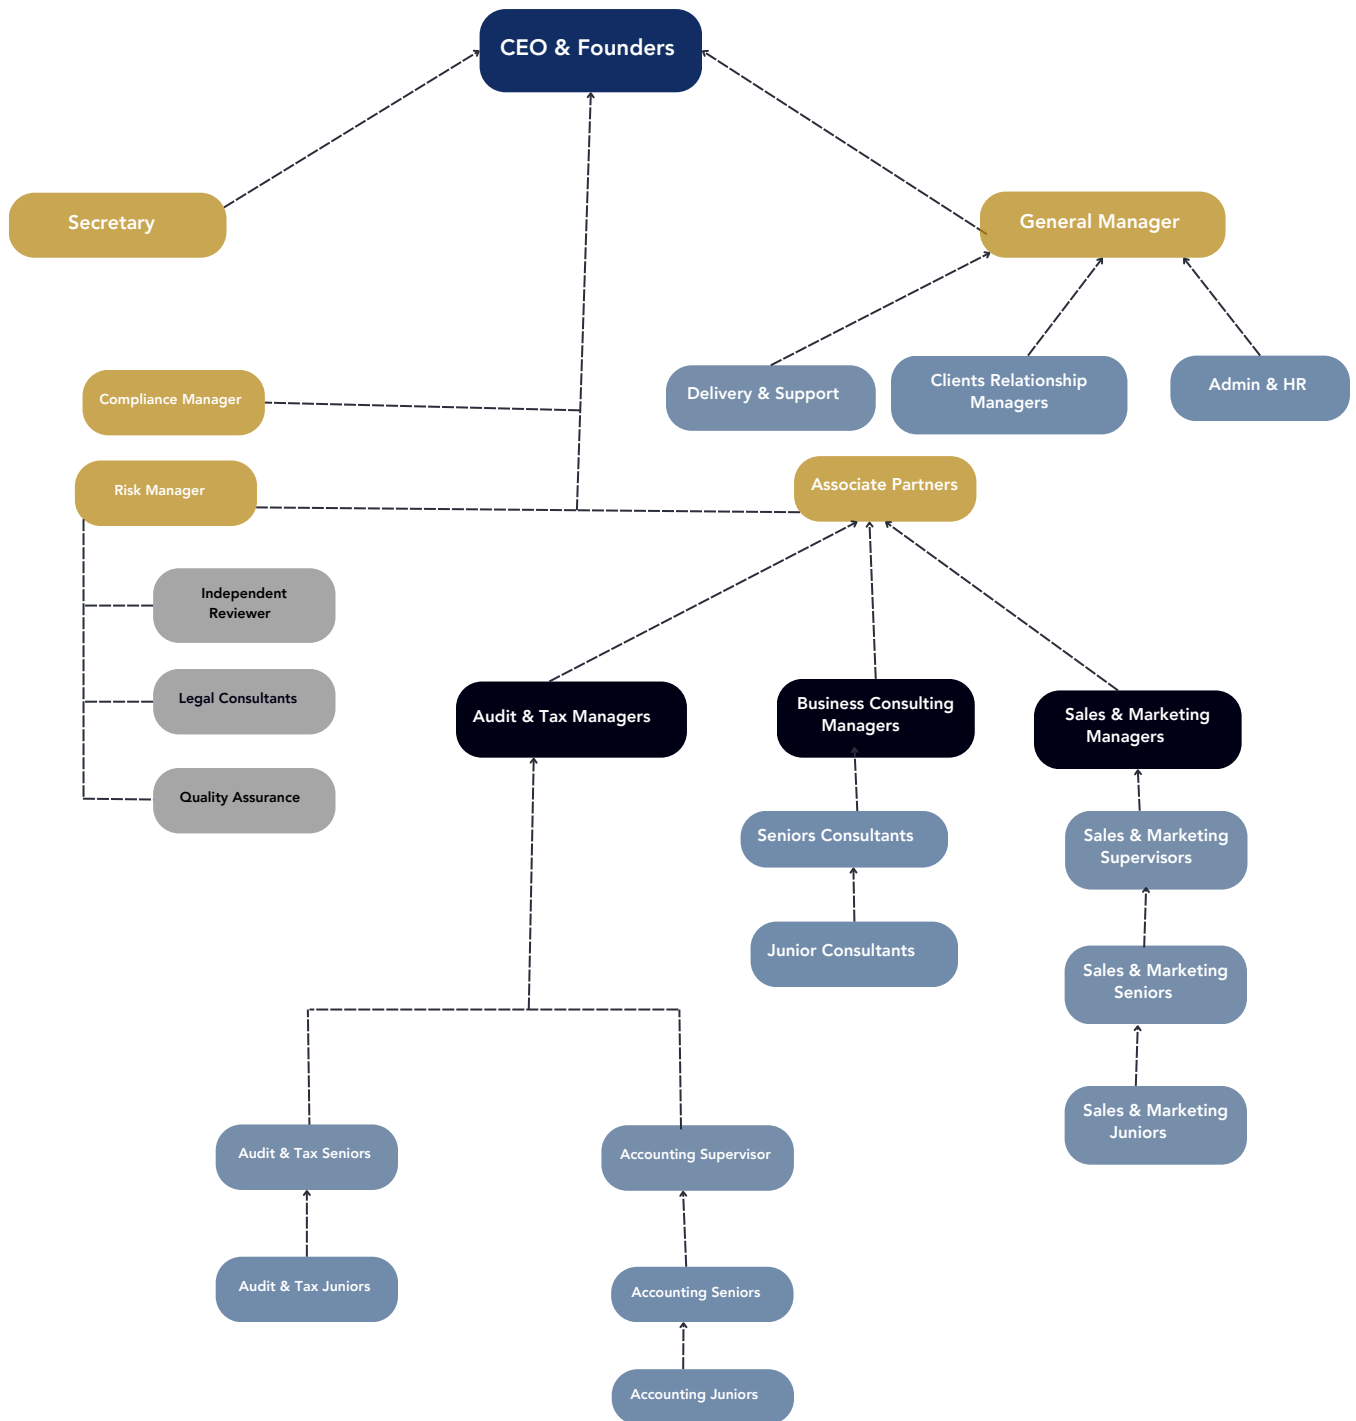 CEO & Founders
Secretary
General Manager
Delivery & Support
Clients Relationship
Managers
Admin & HR
Compliance Manager
Risk Manager
Associate Partners
Independent
Reviewer
Legal Consultants
Quality Assurance
Audit & Tax Managers
Business Consulting
Managers
Sales & Marketing
Managers
Seniors Consultants
Sales & Marketing
Supervisors
Junior Consultants
Sales & Marketing
Seniors
Sales & Marketing
Juniors
Audit & Tax Seniors
Accounting Supervisor
Audit & Tax Juniors
Accounting Seniors
Accounting Juniors